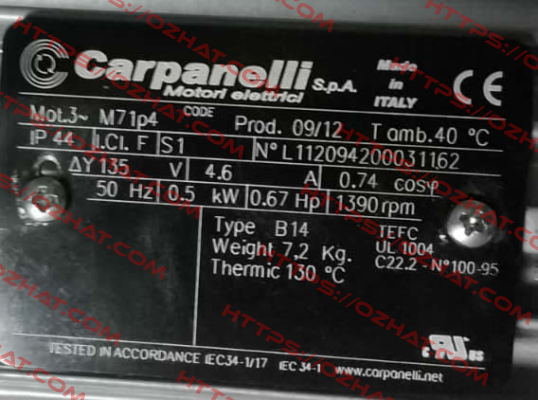 Carpanelli S.p.A.
Motori elettrici
Made in ITALY
CE
Mot.3~ M71p4 CODE Prod. 09/12 Tamb.40 °C
IP 44 I.Cl. F S1 N° L112094200031162
ΔY 135 V 4.6 A 0.74 cosφ
50 Hz 0.5 kW 0.67 Hp 1390 rpm
Type B14 TEFC
Weight 7,2 Kg. UL 1004
Thermic 130 °C C22.2 - N°100-95
C US
TESTED IN ACCORDANCE IEC34-1/17 IEC 34-1 www.carpanelli.net
HTTPS://OZHAT.COM